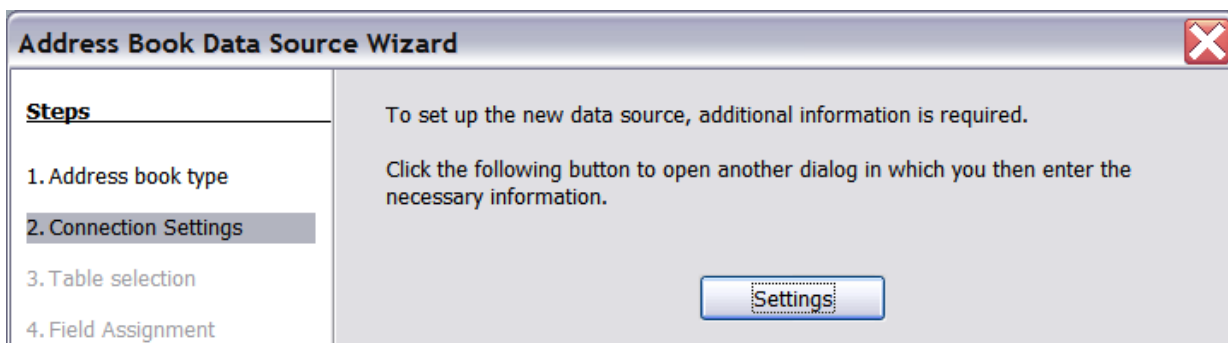 Address Book Data Source Wizard
Steps
1. Address book type
2. Connection Settings
3. Table selection
4. Field Assignment
To set up the new data source, additional information is required.
Click the following button to open another dialog in which you then enter the
necessary information.
Settings